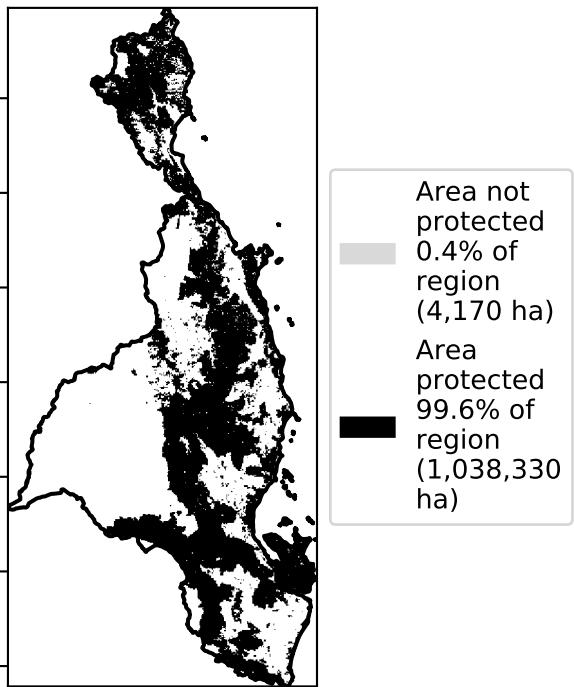 Area not
protected
0.4% of
region
(4,170 ha)
Area
protected
99.6% of
region
(1,038,330
ha)